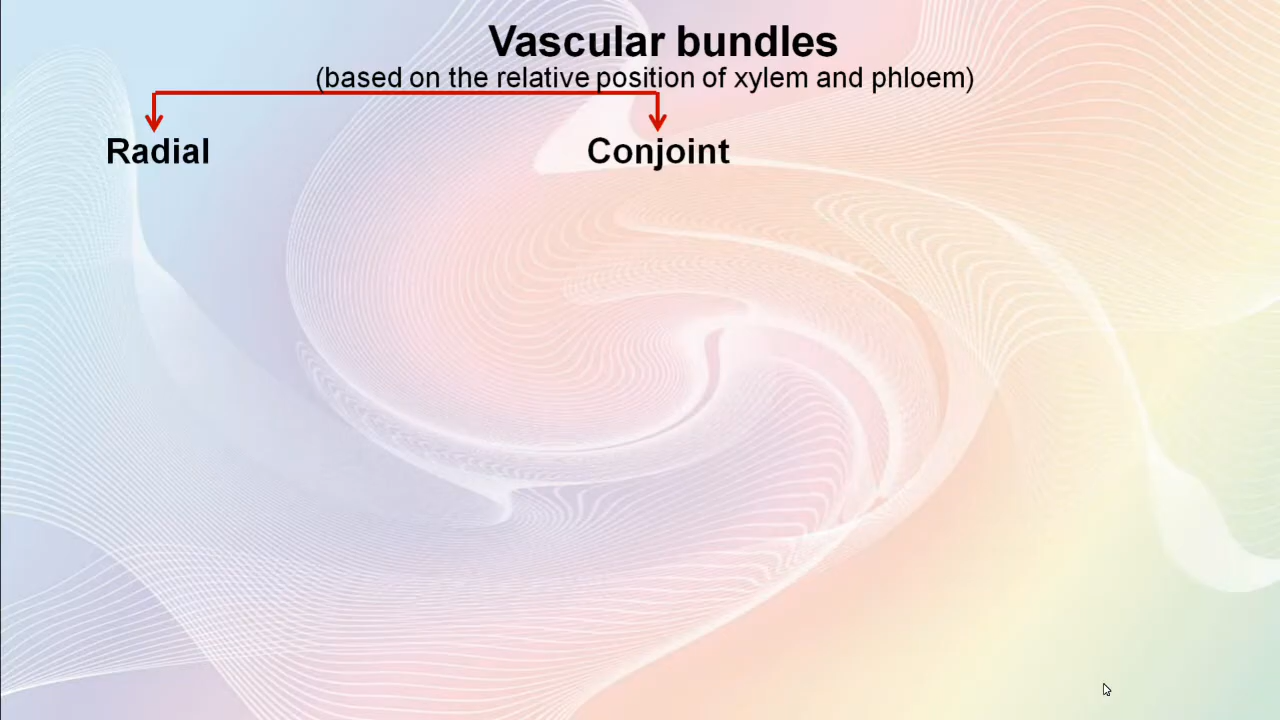 Vascular bundles
(based on the relative position of xylem and phloem)
Radial
Conjoint